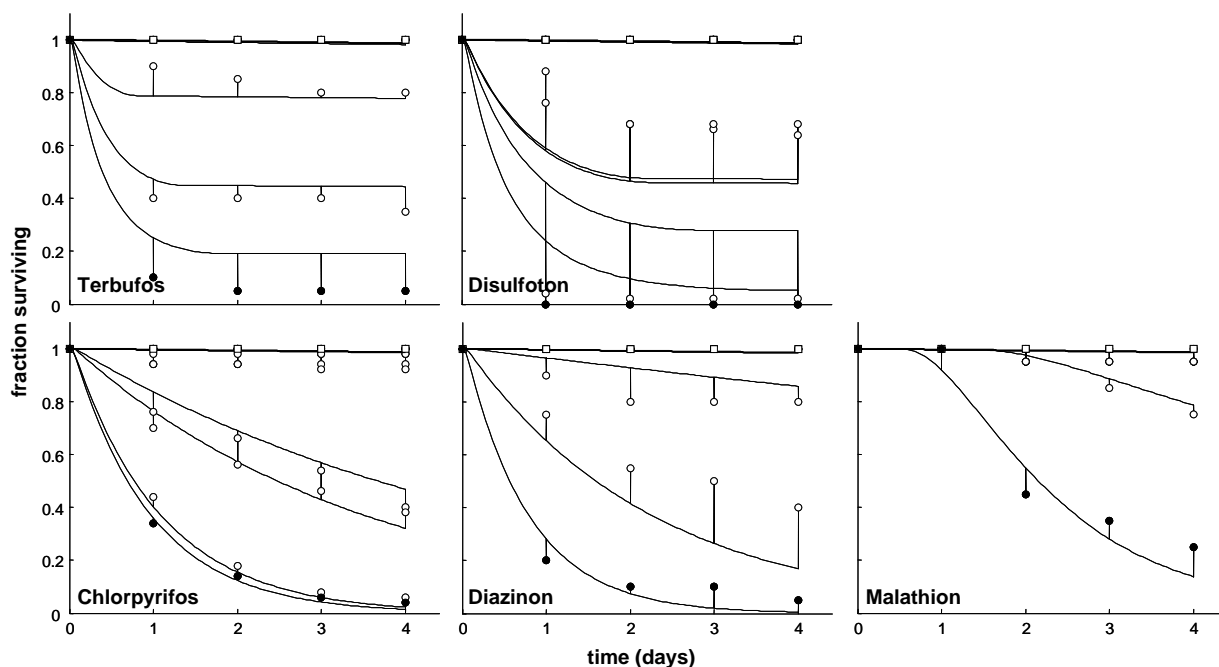 1
0.8
0.6
0.4
0.2
0
Terbufos
Disulfoton
fraction surviving
1
0.8
0.6
0.4
0.2
0
Chlorpyrifos
Diazinon
Malathion
0 1 2 3 4
0 1 2 3 4
0 1 2 3 4
time (days)